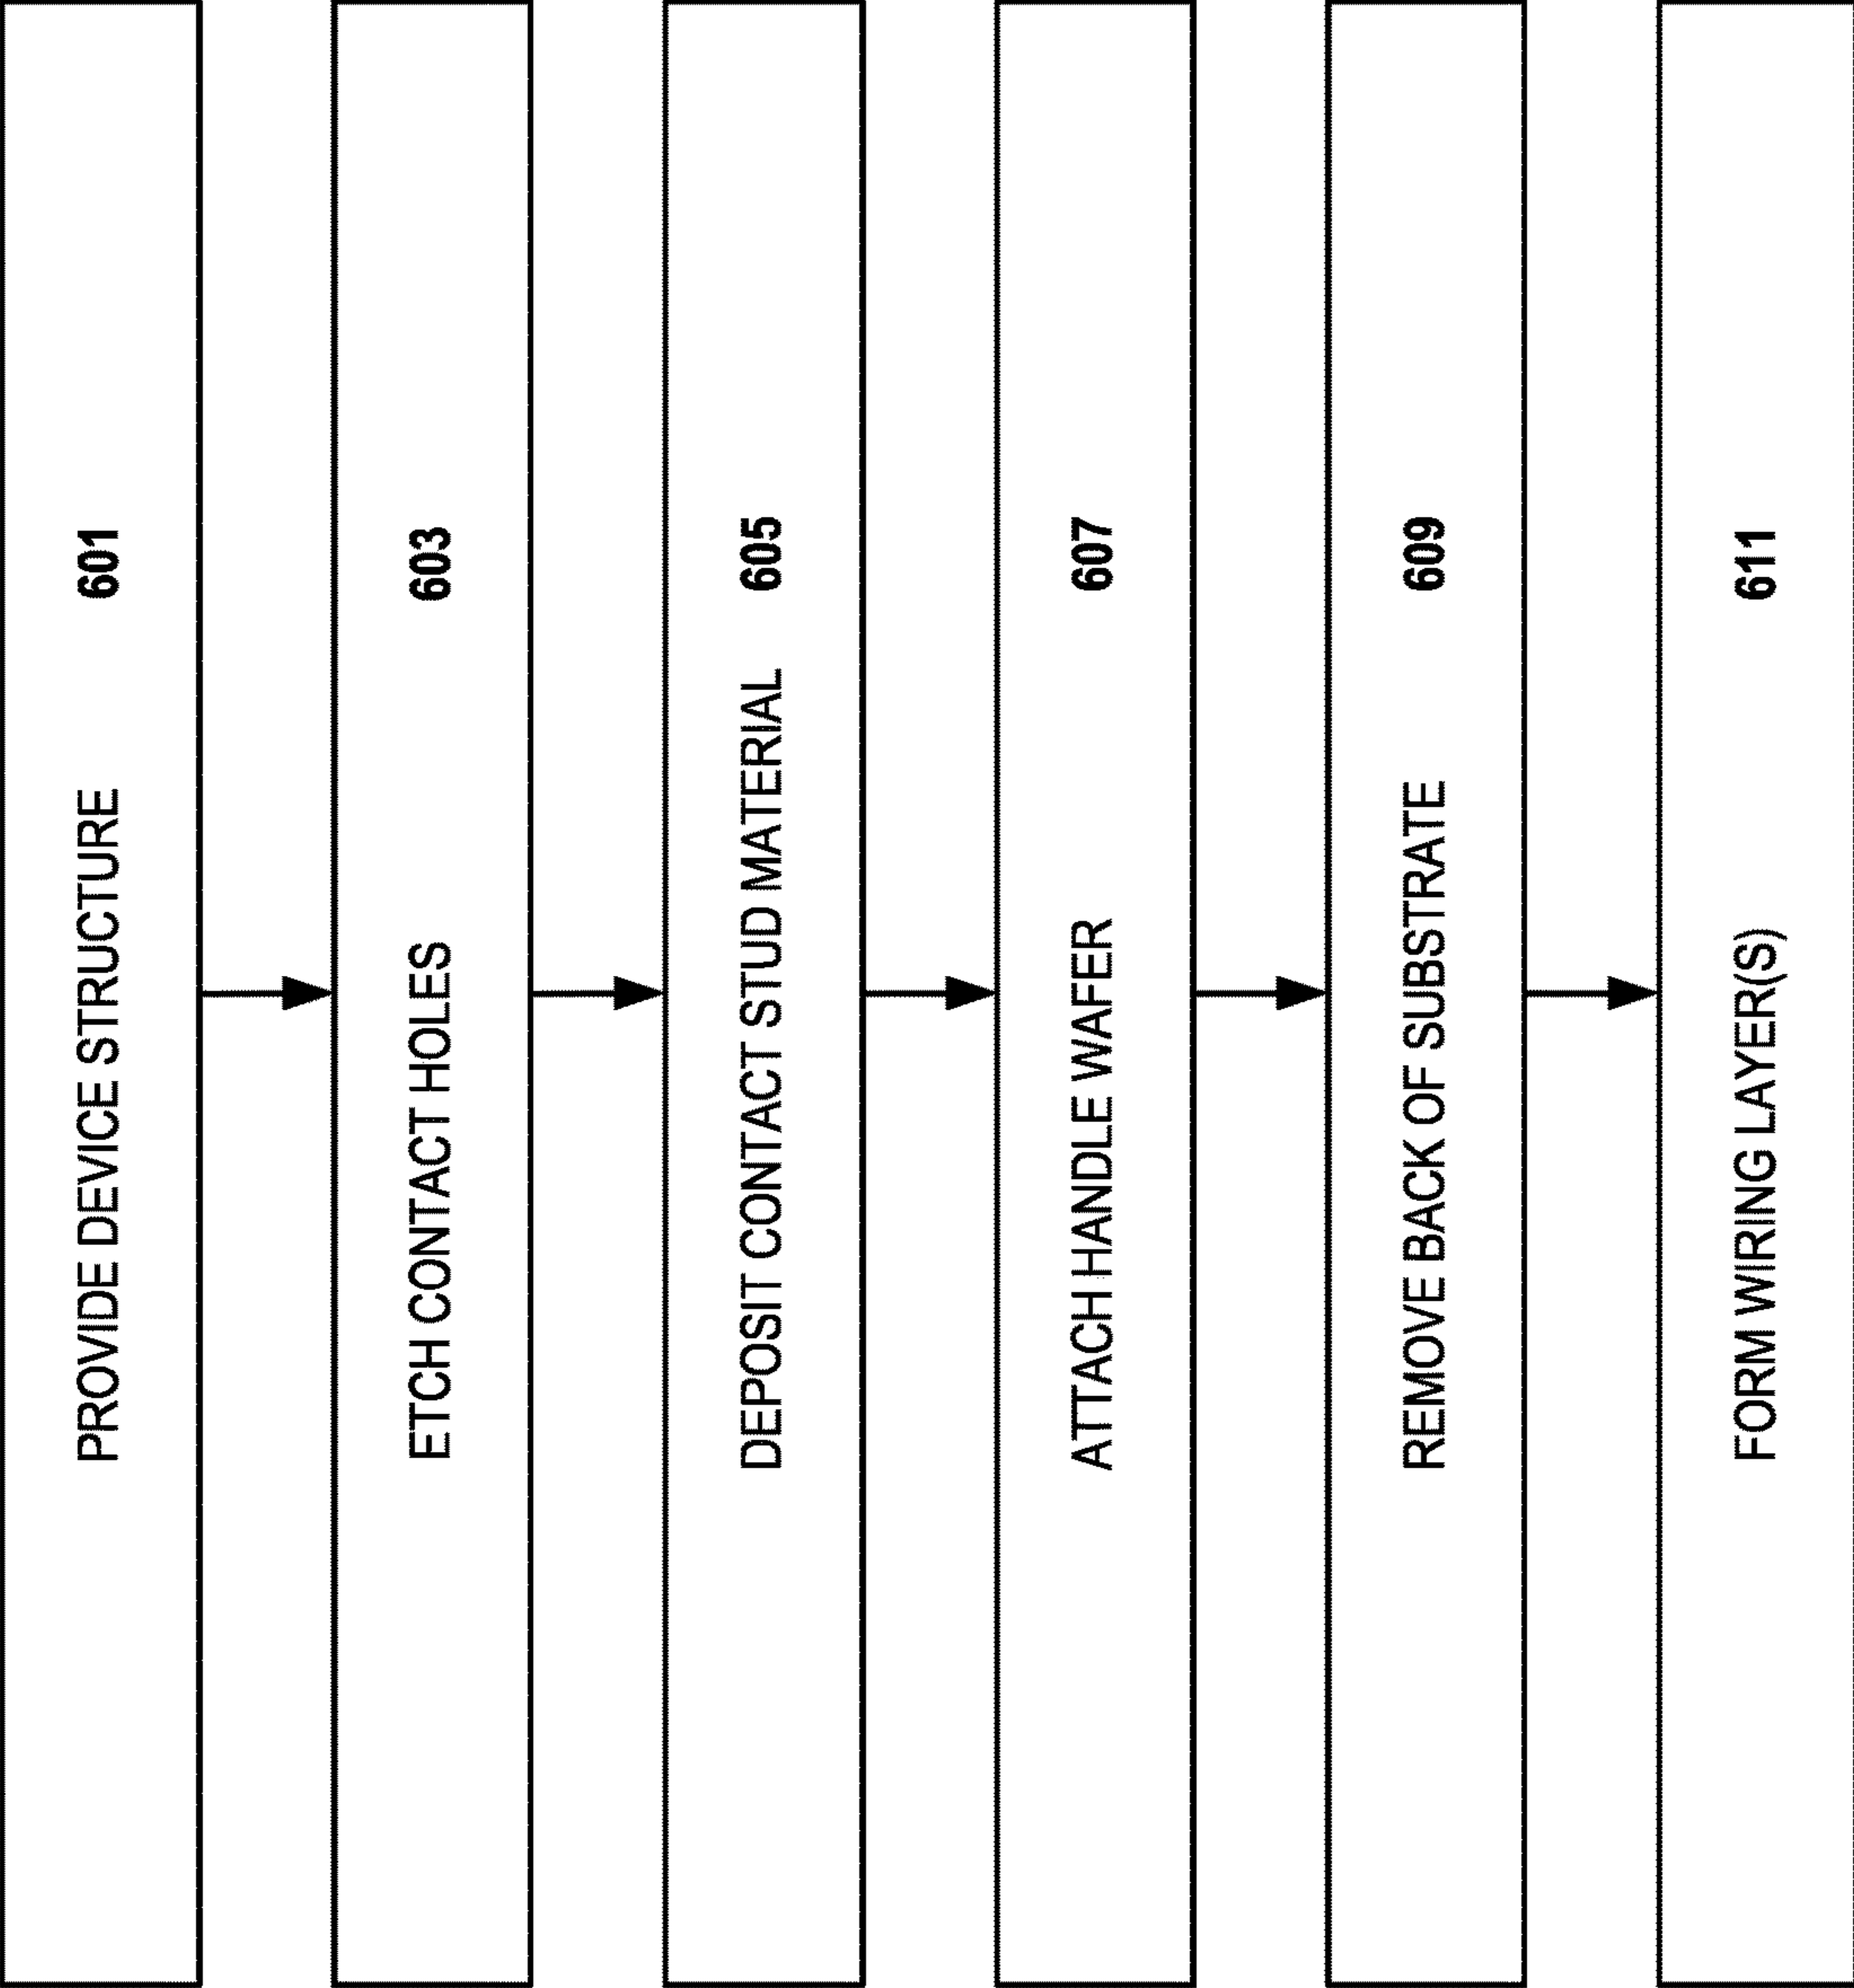 PROVIDE DEVICE STRUCTURE 601
ETCH CONTACT HOLES 603
DEPOSIT CONTACT STUD MATERIAL 605
ATTACH HANDLE WAFER 607
REMOVE BACK OF SUBSTRATE 609
FORM WIRING LAYER(S) 611